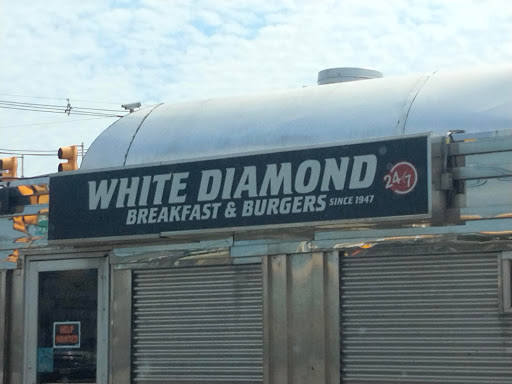 WHITE DIAMOND
BREAKFAST & BURGERS SINCE 1947
24/7
HELP
WANTED